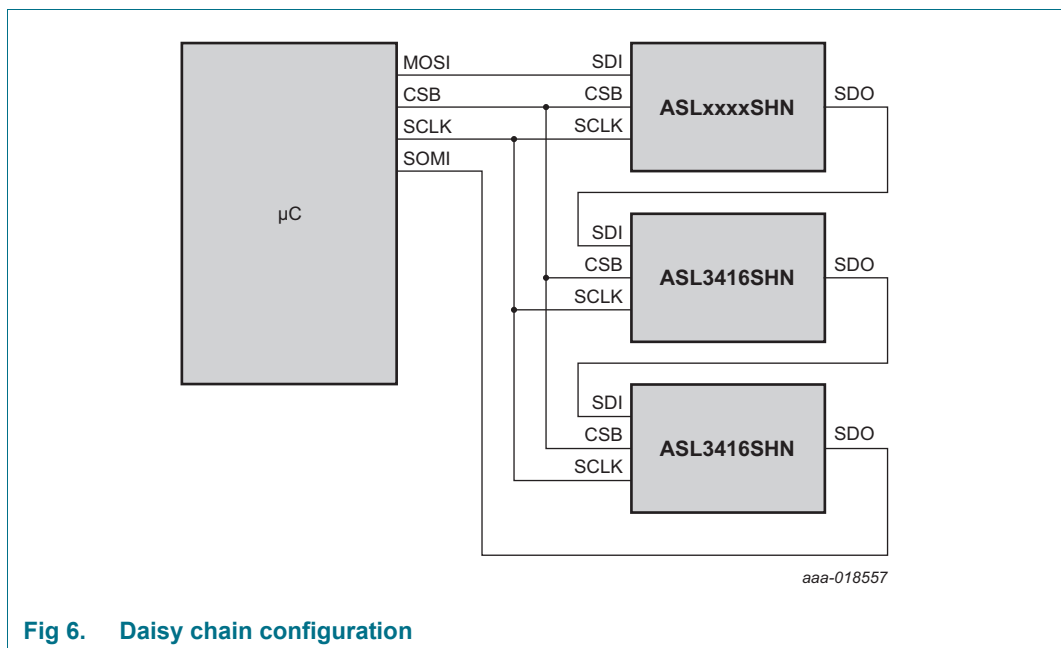 MOSI
CSB
SCLK
SOMI
µC
SDI
CSB
SCLK
ASLxxxxSHN
SDO
SDI
CSB
SCLK
ASL3416SHN
SDO
SDI
CSB
SCLK
ASL3416SHN
SDO
aaa-018557
Fig 6. Daisy chain configuration